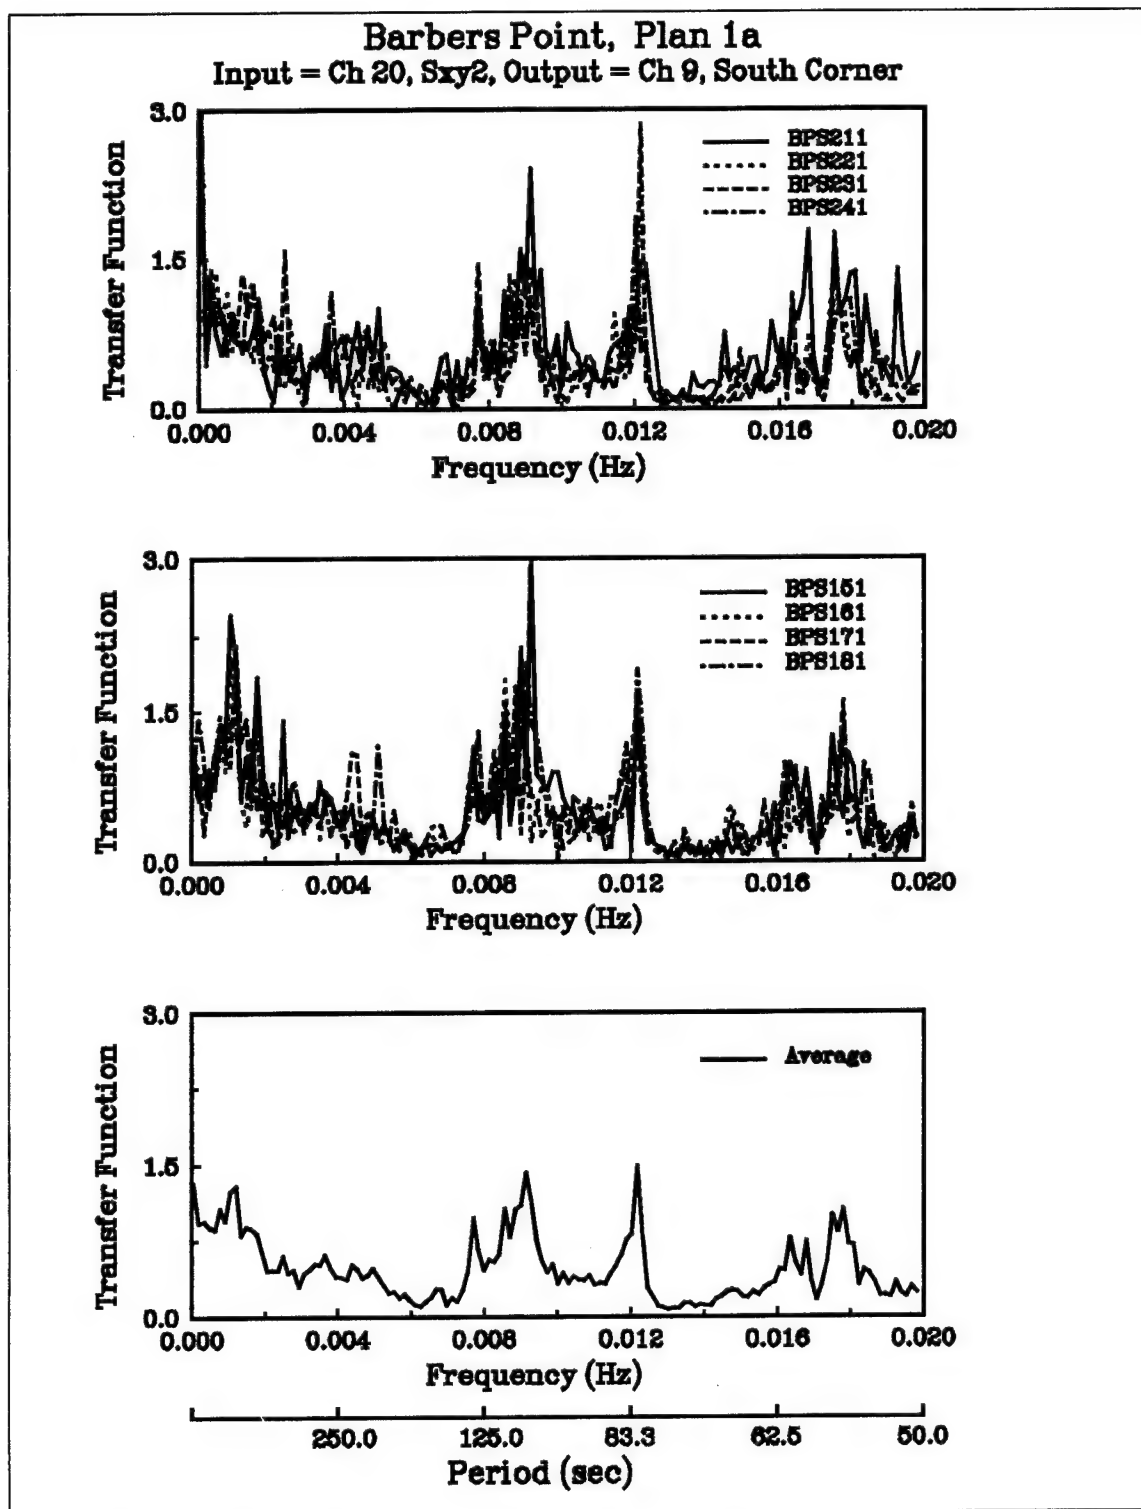 Barbers Point, Plan 1a
Input = Ch 20, Sxy2, Output = Ch 9, South Corner
3.0
1.5
0.0
Transfer Function
BPS211
BPS221
BPS231
BPS241
0.000 0.004 0.008 0.012 0.016 0.020
Frequency (Hz)
3.0
1.5
0.0
Transfer Function
BPS151
BPS161
BPS171
BPS181
0.000 0.004 0.008 0.012 0.016 0.020
Frequency (Hz)
3.0
1.5
0.0
Transfer Function
Average
0.000 0.004 0.008 0.012 0.016 0.020
Frequency (Hz)
250.0 125.0 83.3 62.5 50.0
Period (sec)